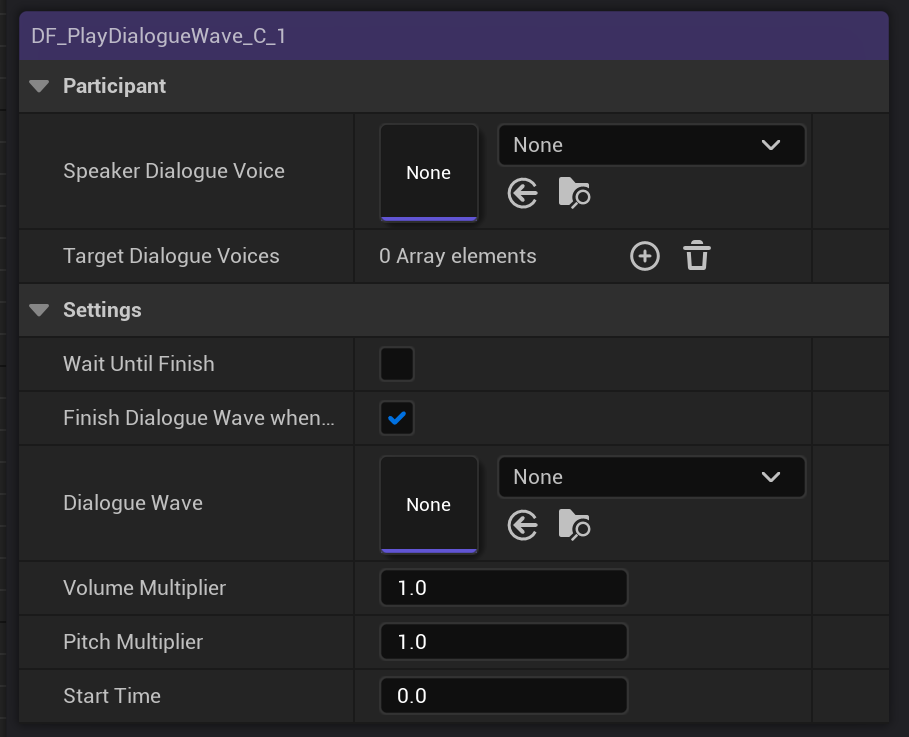 DF_PlayDialogueWave_C_1
Participant
Speaker Dialogue Voice
None
None
Target Dialogue Voices
0 Array elements
Settings
Wait Until Finish
Finish Dialogue Wave when...
Dialogue Wave
None
None
Volume Multiplier
1.0
Pitch Multiplier
1.0
Start Time
0.0